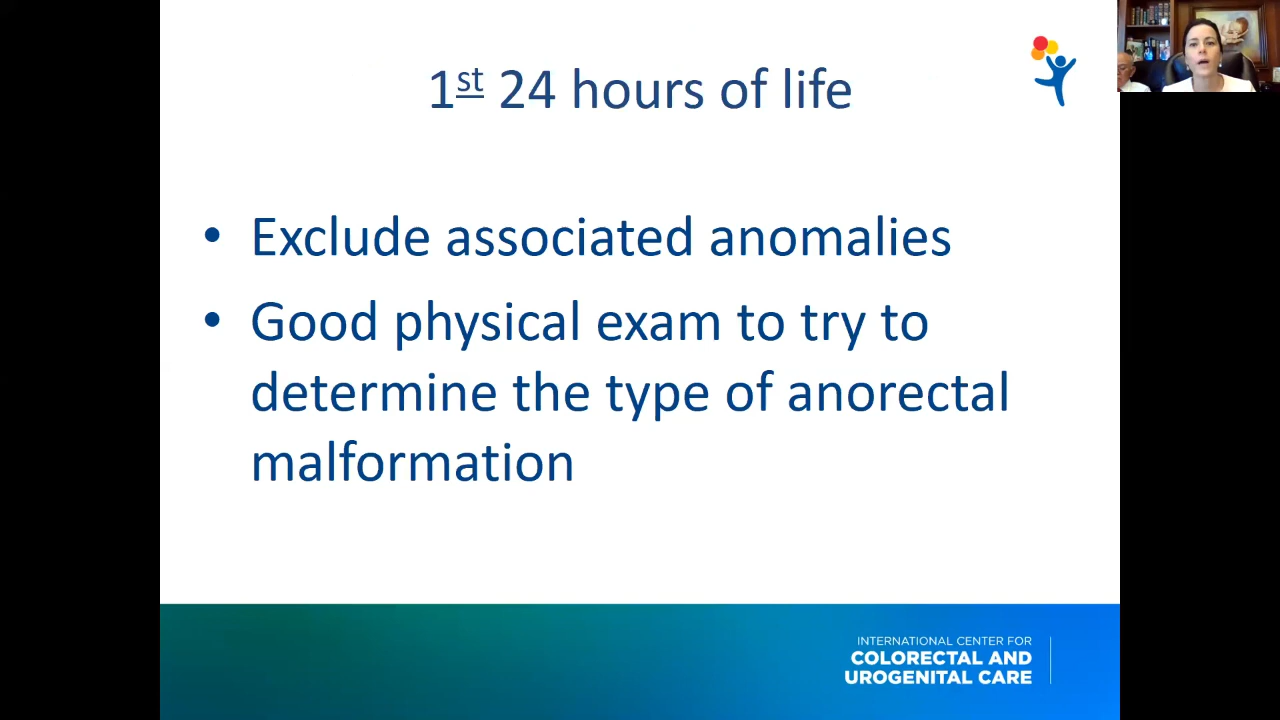 1st 24 hours of life
• Exclude associated anomalies
• Good physical exam to try to
determine the type of anorectal
malformation
INTERNATIONAL CENTER FOR
COLORECTAL AND
UROGENITAL CARE